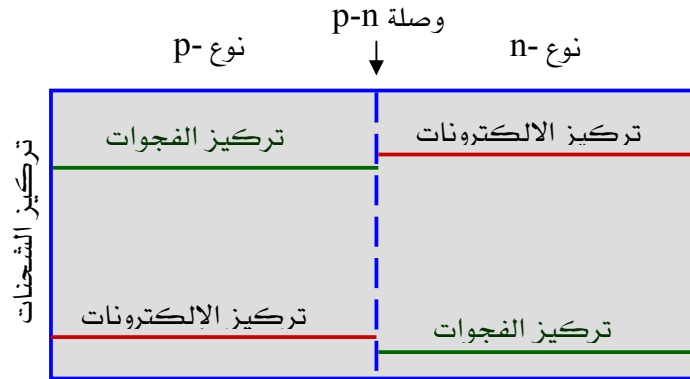 وصلة p-n
نوع -p
نوع -n
تركيز الشحنات
تركيز الفجوات
تركيز الالكترونات
تركيز الإلكترونات
تركيز الفجوات